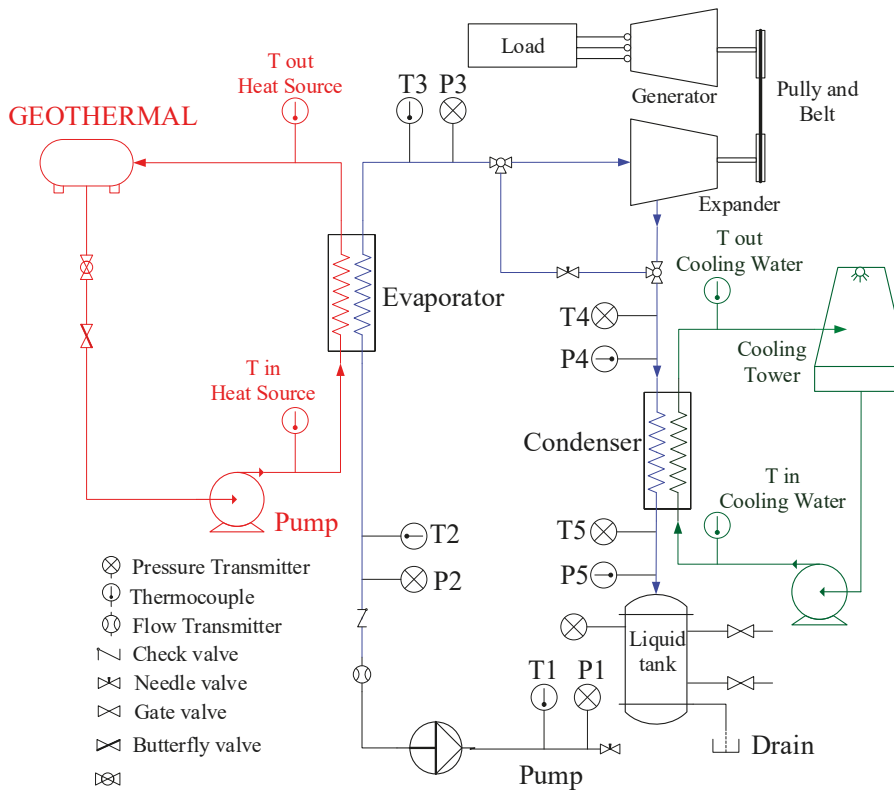 T out
Heat Source
GEOTHERMAL
T3
P3
Load
Generator
Pully and
Belt
Expander
Evaporator
T out
Cooling Water
T4
P4
Cooling
Tower
T in
Heat Source
Condenser
Pump
T in
Cooling Water
T2
P2
T5
P5
Liquid
tank
T1
P1
Pump
Drain
Pressure Transmitter
Thermocouple
Flow Transmitter
Check valve
Needle valve
Gate valve
Butterfly valve